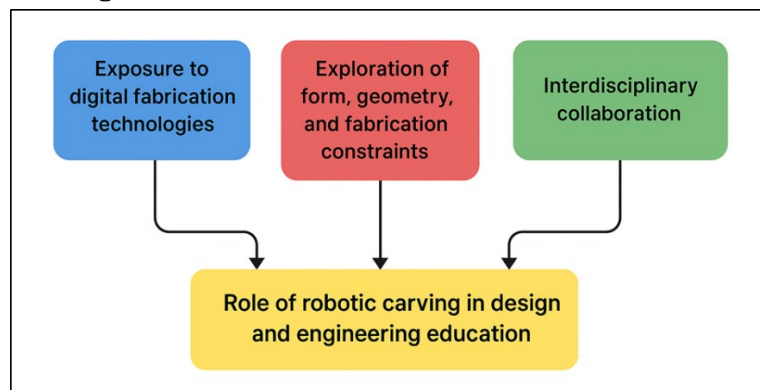 Exposure to
digital fabrication
technologies
Exploration of
form, geometry,
and fabrication
constraints
Interdisciplinary
collaboration
Role of robotic carving in design
and engineering education